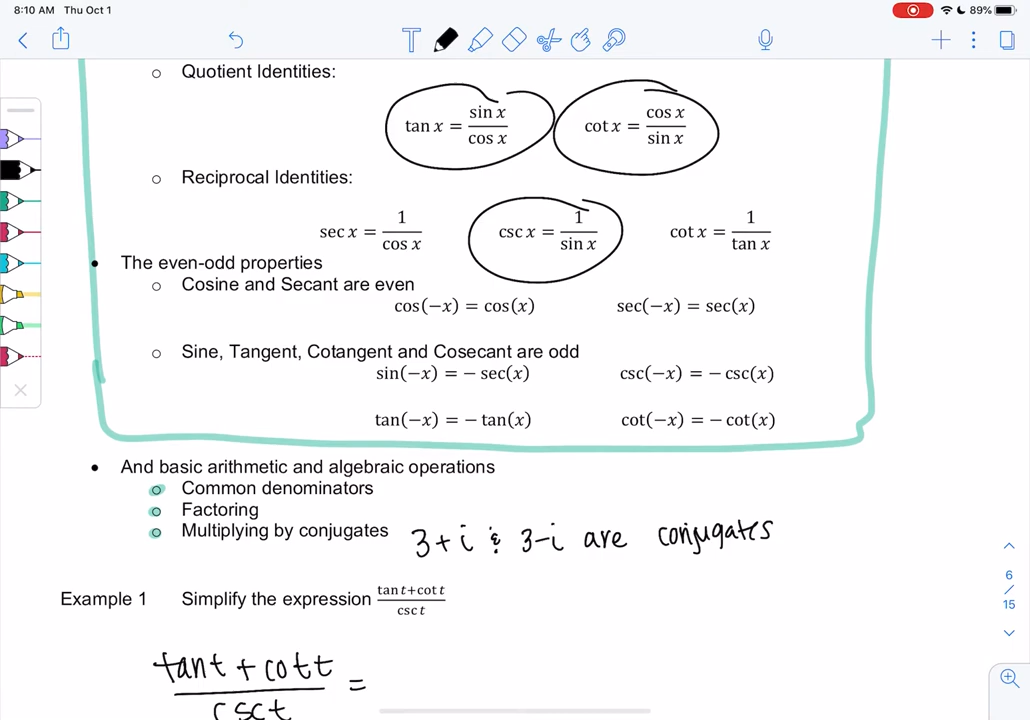 8:10 AM Thu Oct 1
89%
Quotient Identities:
tan x = sin x / cos x
cot x = cos x / sin x
Reciprocal Identities:
sec x = 1 / cos x
csc x = 1 / sin x
cot x = 1 / tan x
The even-odd properties
Cosine and Secant are even
cos(−x) = cos(x)
sec(−x) = sec(x)
Sine, Tangent, Cotangent and Cosecant are odd
sin(−x) = − sec(x)
csc(−x) = − csc(x)
tan(−x) = − tan(x)
cot(−x) = − cot(x)
And basic arithmetic and algebraic operations
Common denominators
Factoring
Multiplying by conjugates 3+i & 3-i are conjugates
6
/
15
Example 1 Simplify the expression tan t+cot t / csc t
tant + cott / csct =